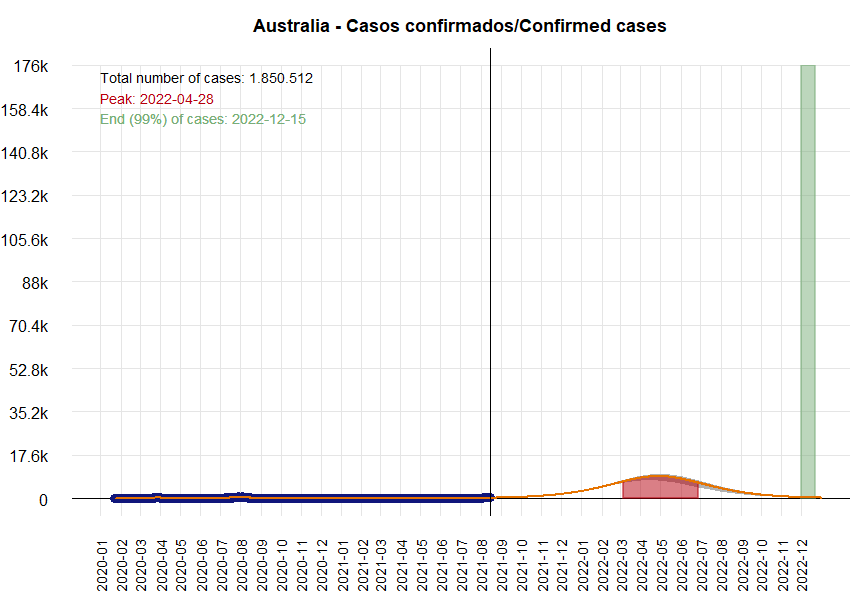 Australia - Casos confirmados/Confirmed cases
176k
158.4k
140.8k
123.2k
105.6k
88k
70.4k
52.8k
35.2k
17.6k
0
Total number of cases: 1.850.512
Peak: 2022-04-28
End (99%) of cases: 2022-12-15
2020-01
2020-02
2020-03
2020-04
2020-05
2020-06
2020-07
2020-08
2020-09
2020-10
2020-11
2020-12
2021-01
2021-02
2021-03
2021-04
2021-05
2021-06
2021-07
2021-08
2021-09
2021-10
2021-11
2021-12
2022-01
2022-02
2022-03
2022-04
2022-05
2022-06
2022-07
2022-08
2022-09
2022-10
2022-11
2022-12